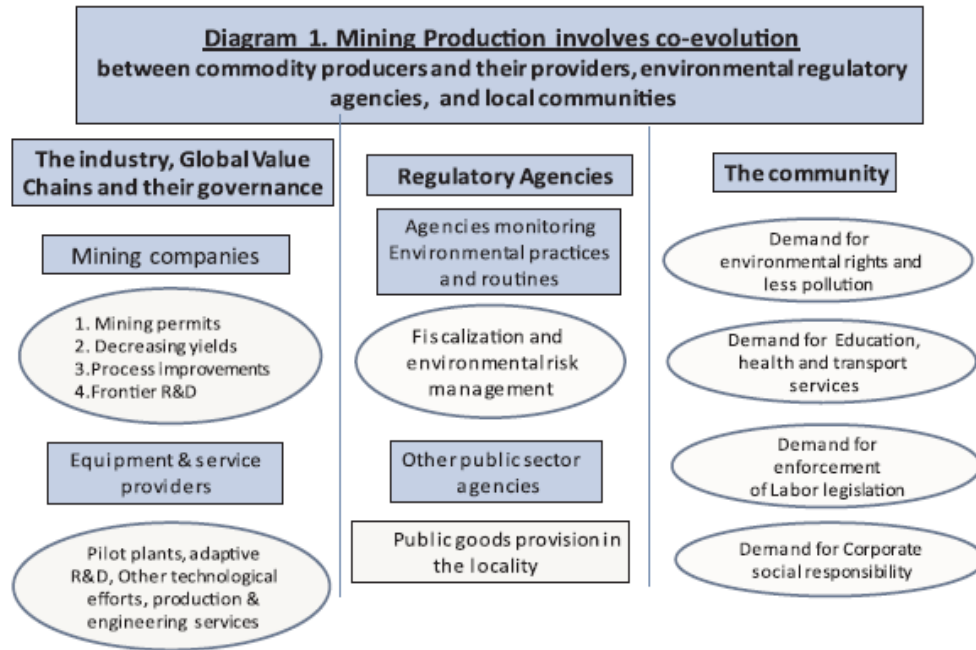 Diagram 1. Mining Production involves co-evolution
between commodity producers and their providers, environmental regulatory
agencies, and local communities
The industry, Global Value
Chains and their governance
Mining companies
1. Mining permits
2. Decreasing yields
3.Process improvements
4.Frontier R&D
Equipment & service
providers
Pilot plants, adaptive
R&D, Other technological
efforts, production &
engineering services
Regulatory Agencies
Agencies monitoring
Environmental practices
and routines
Fiscalization and
environmental risk
management
Other public sector
agencies
Public goods provision in
the locality
The community
Demand for
environmental rights and
less pollution
Demand for Education,
health and transport
services
Demand for
enforcement
of Labor legislation
Demand for Corporate
social responsibility